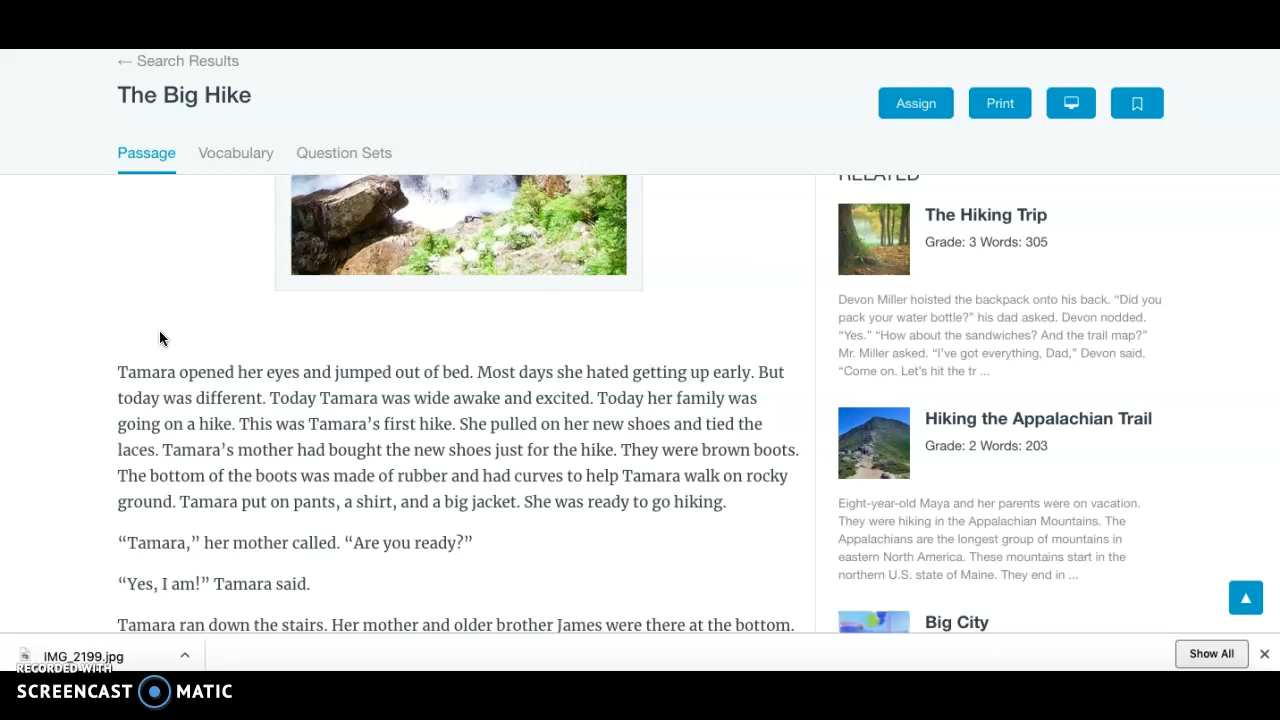 ← Search Results
The Big Hike
Assign
Print
Passage
Vocabulary
Question Sets
Tamara opened her eyes and jumped out of bed. Most days she hated getting up early. But
today was different. Today Tamara was wide awake and excited. Today her family was
going on a hike. This was Tamara’s first hike. She pulled on her new shoes and tied the
laces. Tamara’s mother had bought the new shoes just for the hike. They were brown boots.
The bottom of the boots was made of rubber and had curves to help Tamara walk on rocky
ground. Tamara put on pants, a shirt, and a big jacket. She was ready to go hiking.
“Tamara,” her mother called. “Are you ready?”
“Yes, I am!” Tamara said.
Tamara ran down the stairs. Her mother and older brother James were there at the bottom.
RELATED
The Hiking Trip
Grade: 3 Words: 305
Devon Miller hoisted the backpack onto his back. “Did you
pack your water bottle?” his dad asked. Devon nodded.
“Yes.” “How about the sandwiches? And the trail map?”
Mr. Miller asked. “I’ve got everything, Dad,” Devon said.
“Come on. Let’s hit the tr ...
Hiking the Appalachian Trail
Grade: 2 Words: 203
Eight-year-old Maya and her parents were on vacation.
They were hiking in the Appalachian Mountains. The
Appalachians are the longest group of mountains in
eastern North America. These mountains start in the
northern U.S. state of Maine. They end in ...
Big City
IMG_2199.jpg
Show All
RECORDED WITH
SCREENCAST MATIC